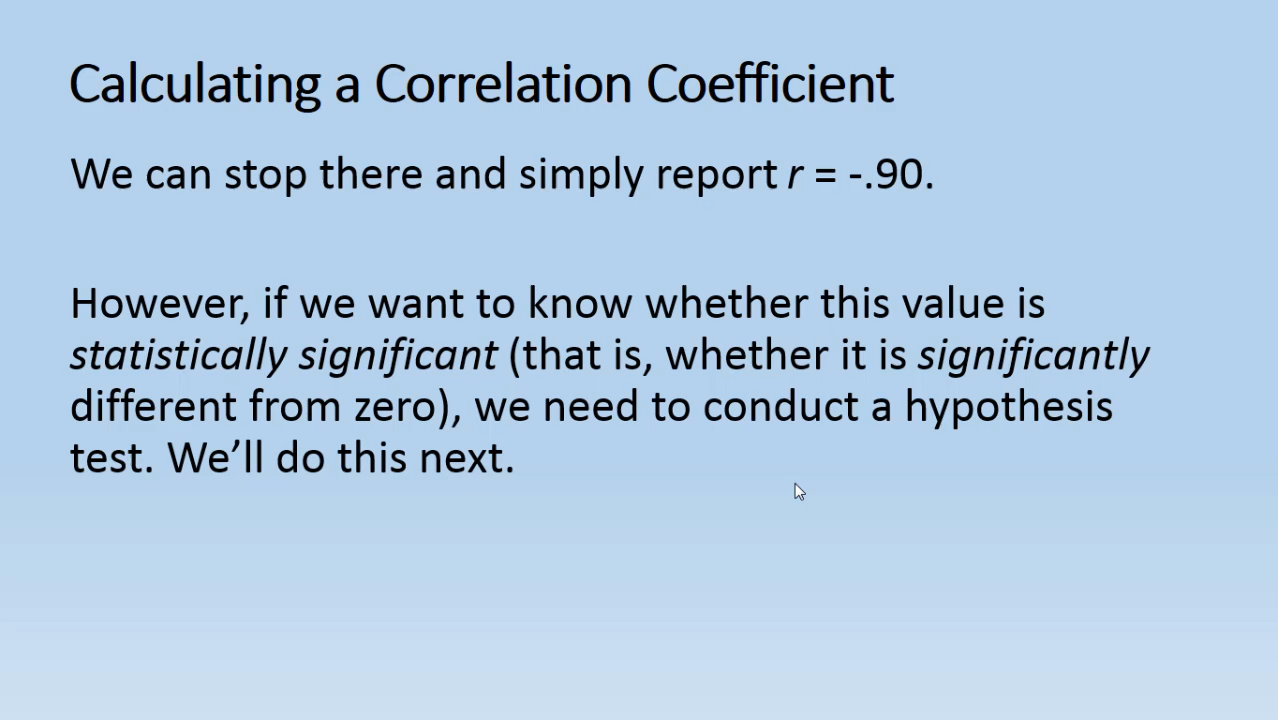 Calculating a Correlation Coefficient
We can stop there and simply report r = -.90.
However, if we want to know whether this value is
statistically significant (that is, whether it is significantly
different from zero), we need to conduct a hypothesis
test. We’ll do this next.